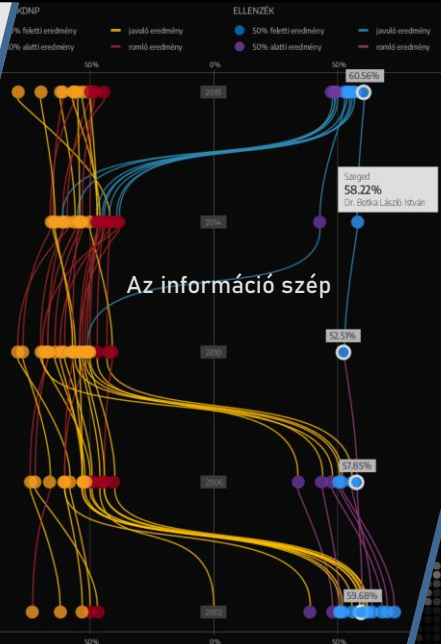 KDNP
ELLENZÉK
% feletti eredmény
javuló eredmény
50% feletti eredmény
javuló eredmény
0% alatti eredmény
romló eredmény
50% alatti eredmény
romló eredmény
50%
0%
50%
60.56%
2019
Szeged
58.22%
Dr. Botka László István
2014
Az információ szép
52.51%
2010
57.85%
2006
59.68%
2002
50%
0%
50%